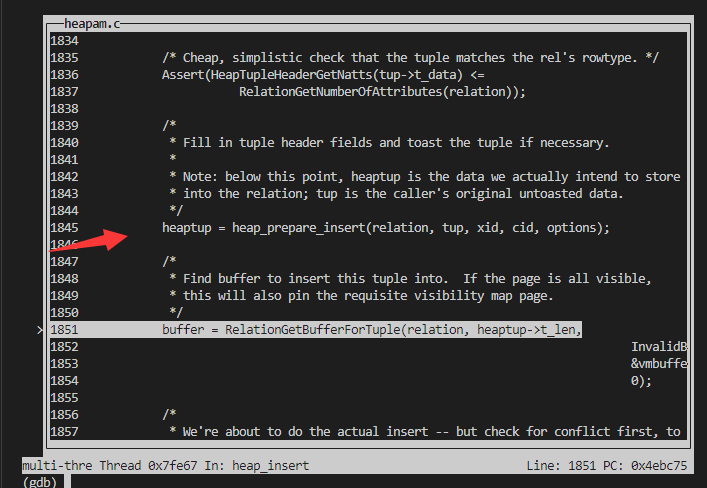 heapam.c
1834
1835 /* Cheap, simplistic check that the tuple matches the rel's rowtype. */
1836 Assert(HeapTupleHeaderGetNatts(tup->t_data) <=
1837 RelationGetNumberOfAttributes(relation));
1838
1839 /*
1840 * Fill in tuple header fields and toast the tuple if necessary.
1841 *
1842 * Note: below this point, heaptup is the data we actually intend to store
1843 * into the relation; tup is the caller's original untoasted data.
1844 */
1845 heaptup = heap_prepare_insert(relation, tup, xid, cid, options);
1846
1847 /*
1848 * Find buffer to insert this tuple into.  If the page is all visible,
1849 * this will also pin the requisite visibility map page.
1850 */
>1851 buffer = RelationGetBufferForTuple(relation, heaptup->t_len,
1852 InvalidB
1853 &vmbuffe
1854 0);
1855
1856 /*
1857 * We're about to do the actual insert -- but check for conflict first, to
multi-thre Thread 0x7fe67 In: heap_insert Line: 1851 PC: 0x4ebc75
(gdb)